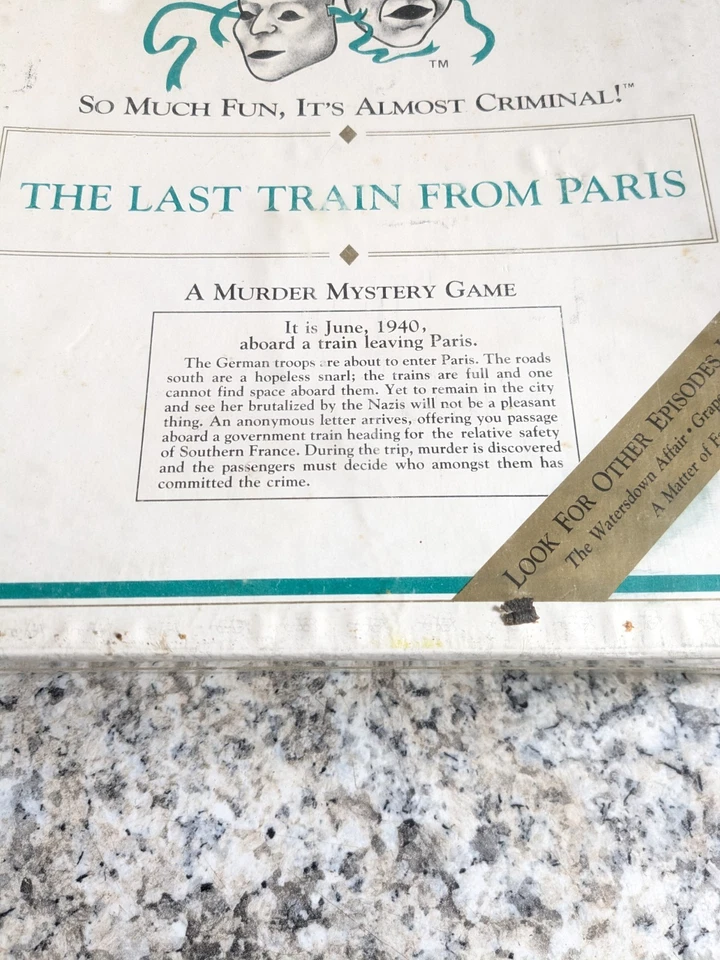 TM
SO MUCH FUN, IT'S ALMOST CRIMINAL!™
THE LAST TRAIN FROM PARIS
A MURDER MYSTERY GAME
It is June, 1940,
aboard a train leaving Paris.
The German troops are about to enter Paris. The roads
south are a hopeless snarl; the trains are full and one
cannot find space aboard them. Yet to remain in the city
and see her brutalized by the Nazis will not be a pleasant
thing. An anonymous letter arrives, offering you passage
aboard a government train heading for the relative safety
of Southern France. During the trip, murder is discovered
and the passengers must decide who amongst them has
committed the crime.
LOOK FOR OTHER EPISODES
The Watersdown Affair •
A Matter of